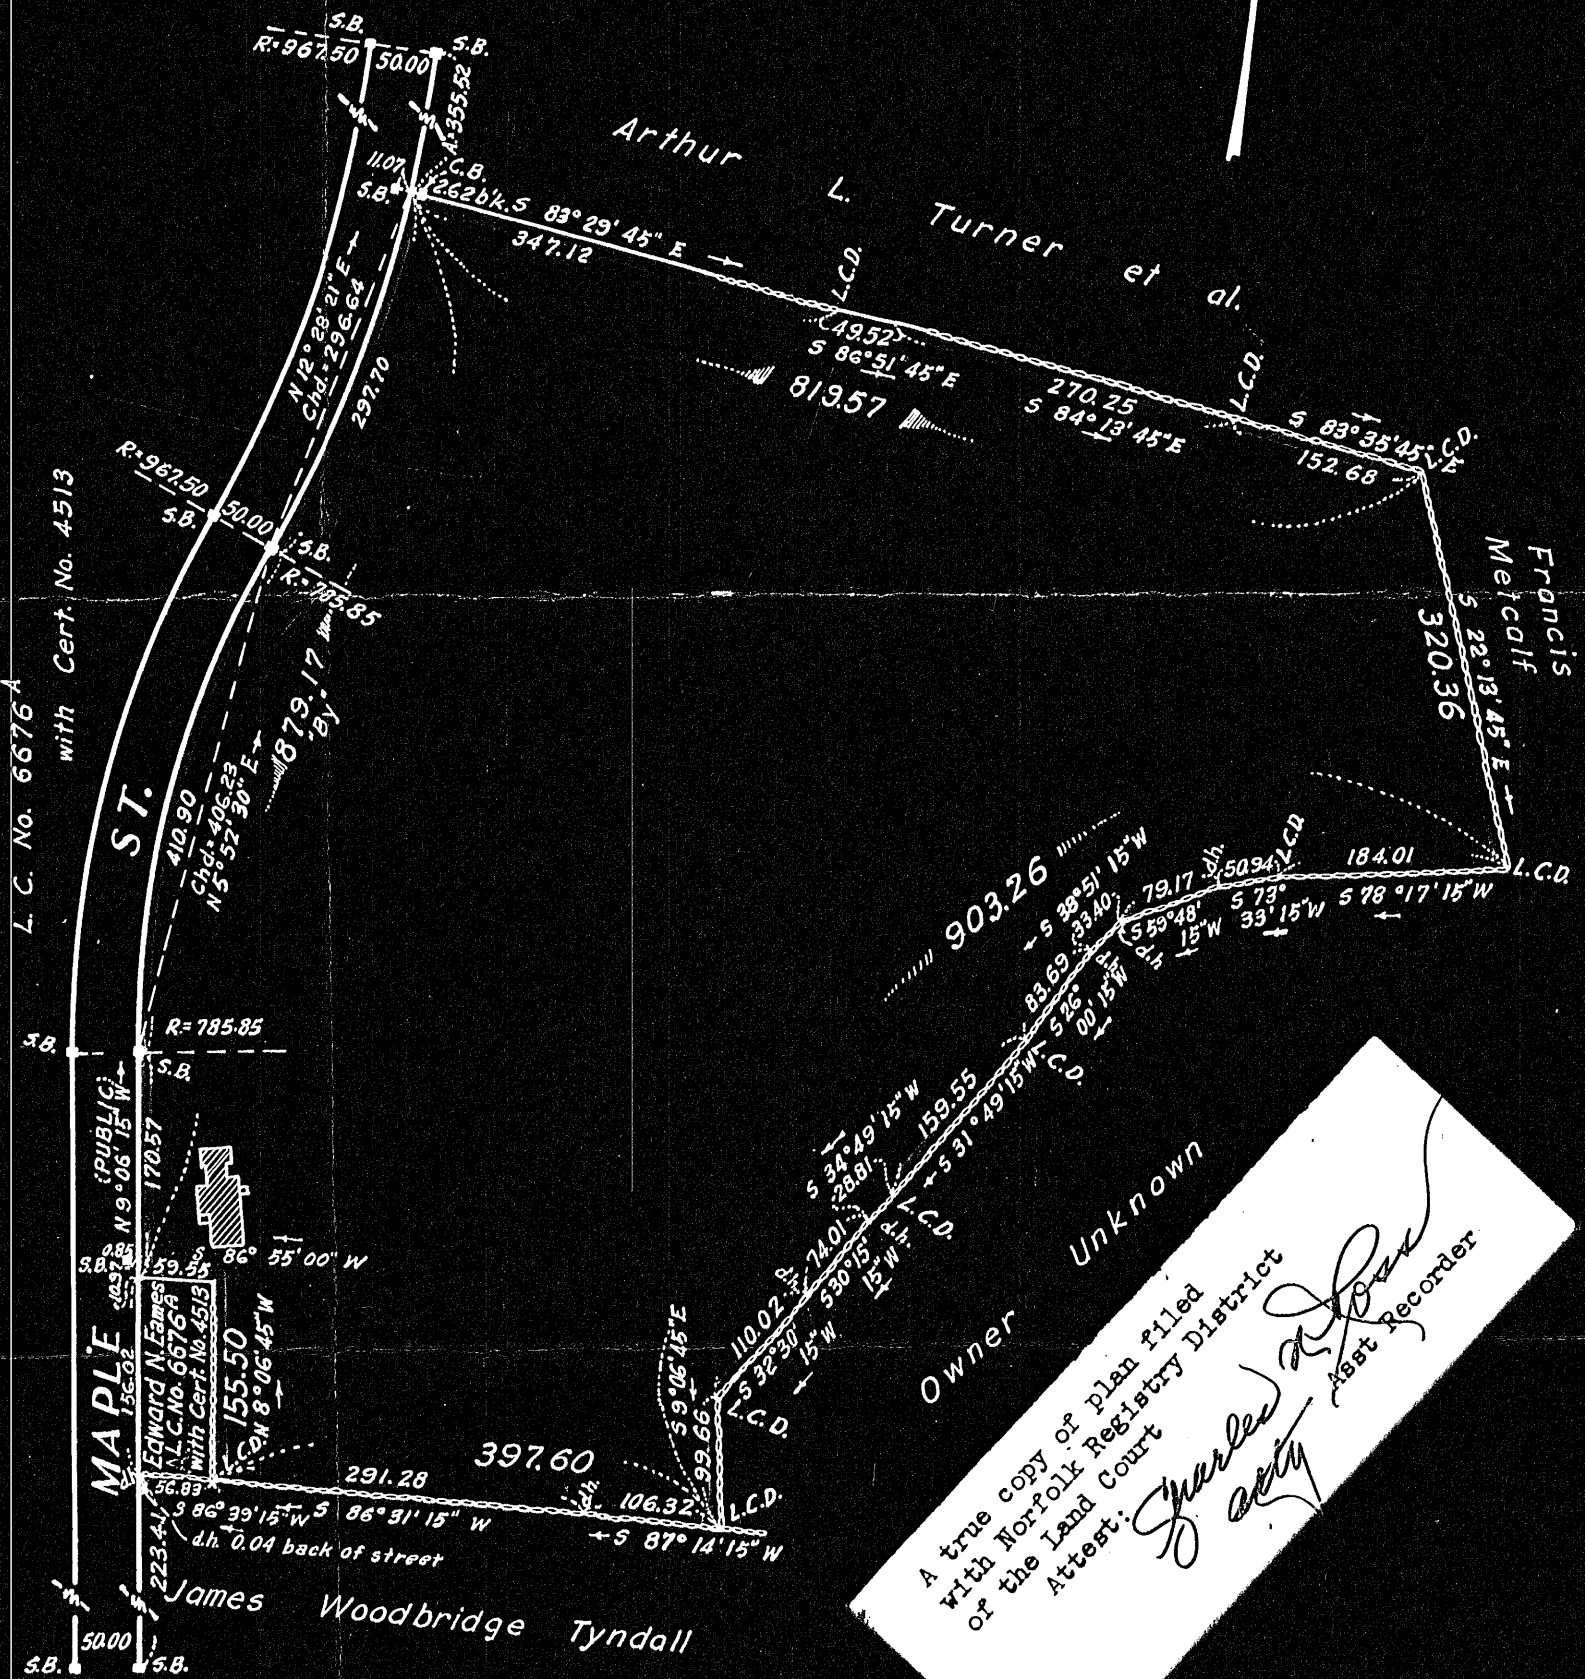 S.B.
R.=967.50
50.00
S.B.
A=355.52
11.07
C.B.
S.B.
2.62 b'k.
S 83° 29' 45" E
347.12
Arthur L. Turner et al.
L.C.D.
49.52
S 86° 51' 45" E
819.57
270.25
S 84° 13' 45" E
L.C.D.
S 83° 35' 45" E
152.68
L.C.D.
N 12° 28' 21" E
Chd.=296.64
297.70
R.=967.50
S.B.
50.00
S.B.
R.=785.85
Francis
Metcalf
S 22° 13' 45" E
320.36
L. C. No. 6676 A
with Cert. No. 4513
879.17
"By"
410.90
Chd.=406.23
N 5° 52' 30" E
ST.
903.26
S 38° 51' 15" W
33.40
79.17
d.h.
50.94
L.C.D.
184.01
L.C.D.
S 59° 48' 15" W
S 73° 33' 15" W
S 78° 17' 15" W
d.h.
d.h.
83.69
S 26° 00' 15" W
L.C.D.
R.=785.85
S.B.
S.B.
(PUBLIC)
N 9° 06' 15" W
170.57
159.55
S 31° 49' 15" W
S 34° 49' 15" W
28.81
L.C.D.
d.h.
74.01
S 30° 15' 15" W
d.h.
110.02
S 32° 30' 15" W
L.C.D.
0.85
S.B.
59.55
S 86° 55' 00" W
MAPLE
156.02
Edward N. Eames
L.C. No. 6676 A
with Cert. No. 4513
155.50
N 8° 06' 45" W
L.C.D.
S 9° 06' 45" E
99.66
397.60
291.28
d.h.
106.32
L.C.D.
d.h.
56.83
S 86° 39' 15" W
S 86° 31' 15" W
S 87° 14' 15" W
d.h. 0.04 back of street
223.41
James Woodbridge Tyndall
50.00
S.B.
S.B.
Owner Unknown
A true copy of plan filed
with Norfolk Registry District
of the Land Court
Attest:
Asst Recorder